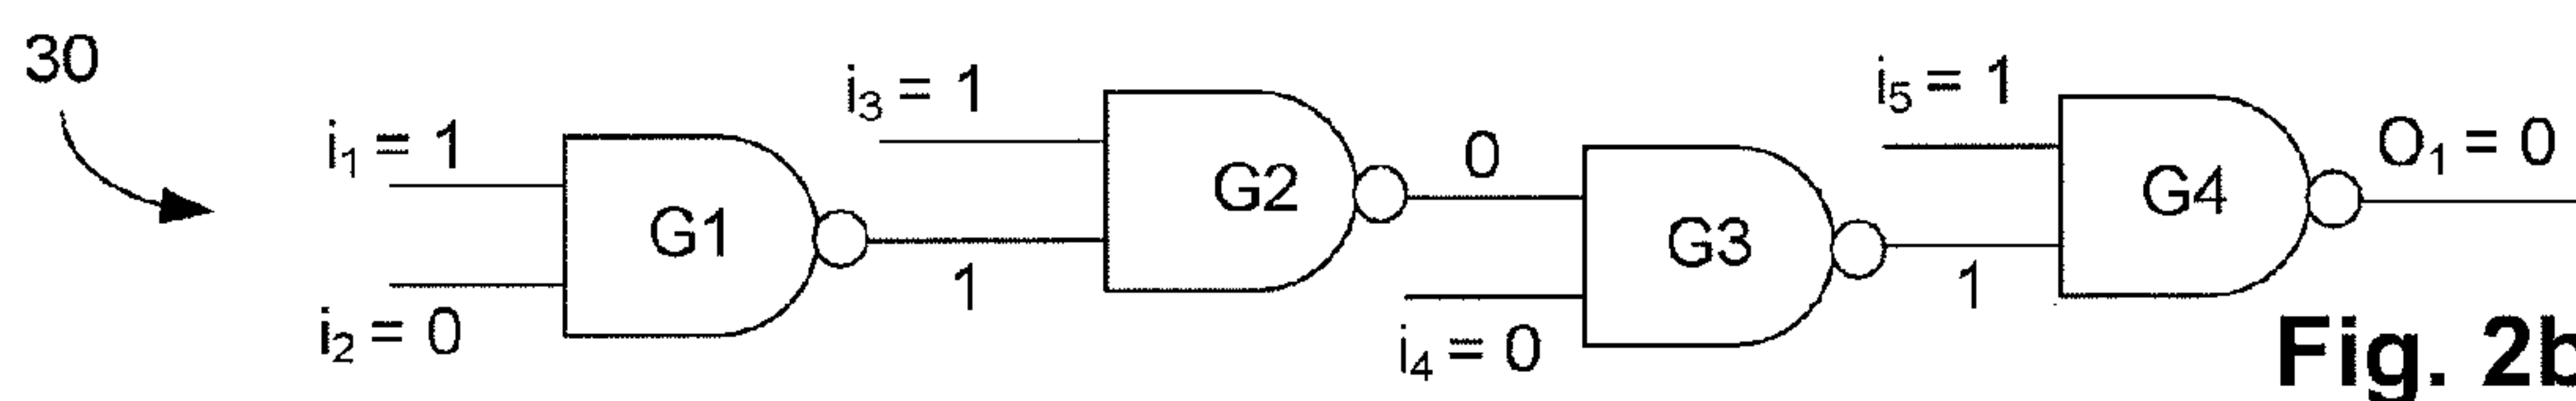 30
i₁ = 1
i₂ = 0
G1
1
i₃ = 1
G2
0
i₄ = 0
G3
1
i₅ = 1
G4
O₁ = 0
Fig. 2b